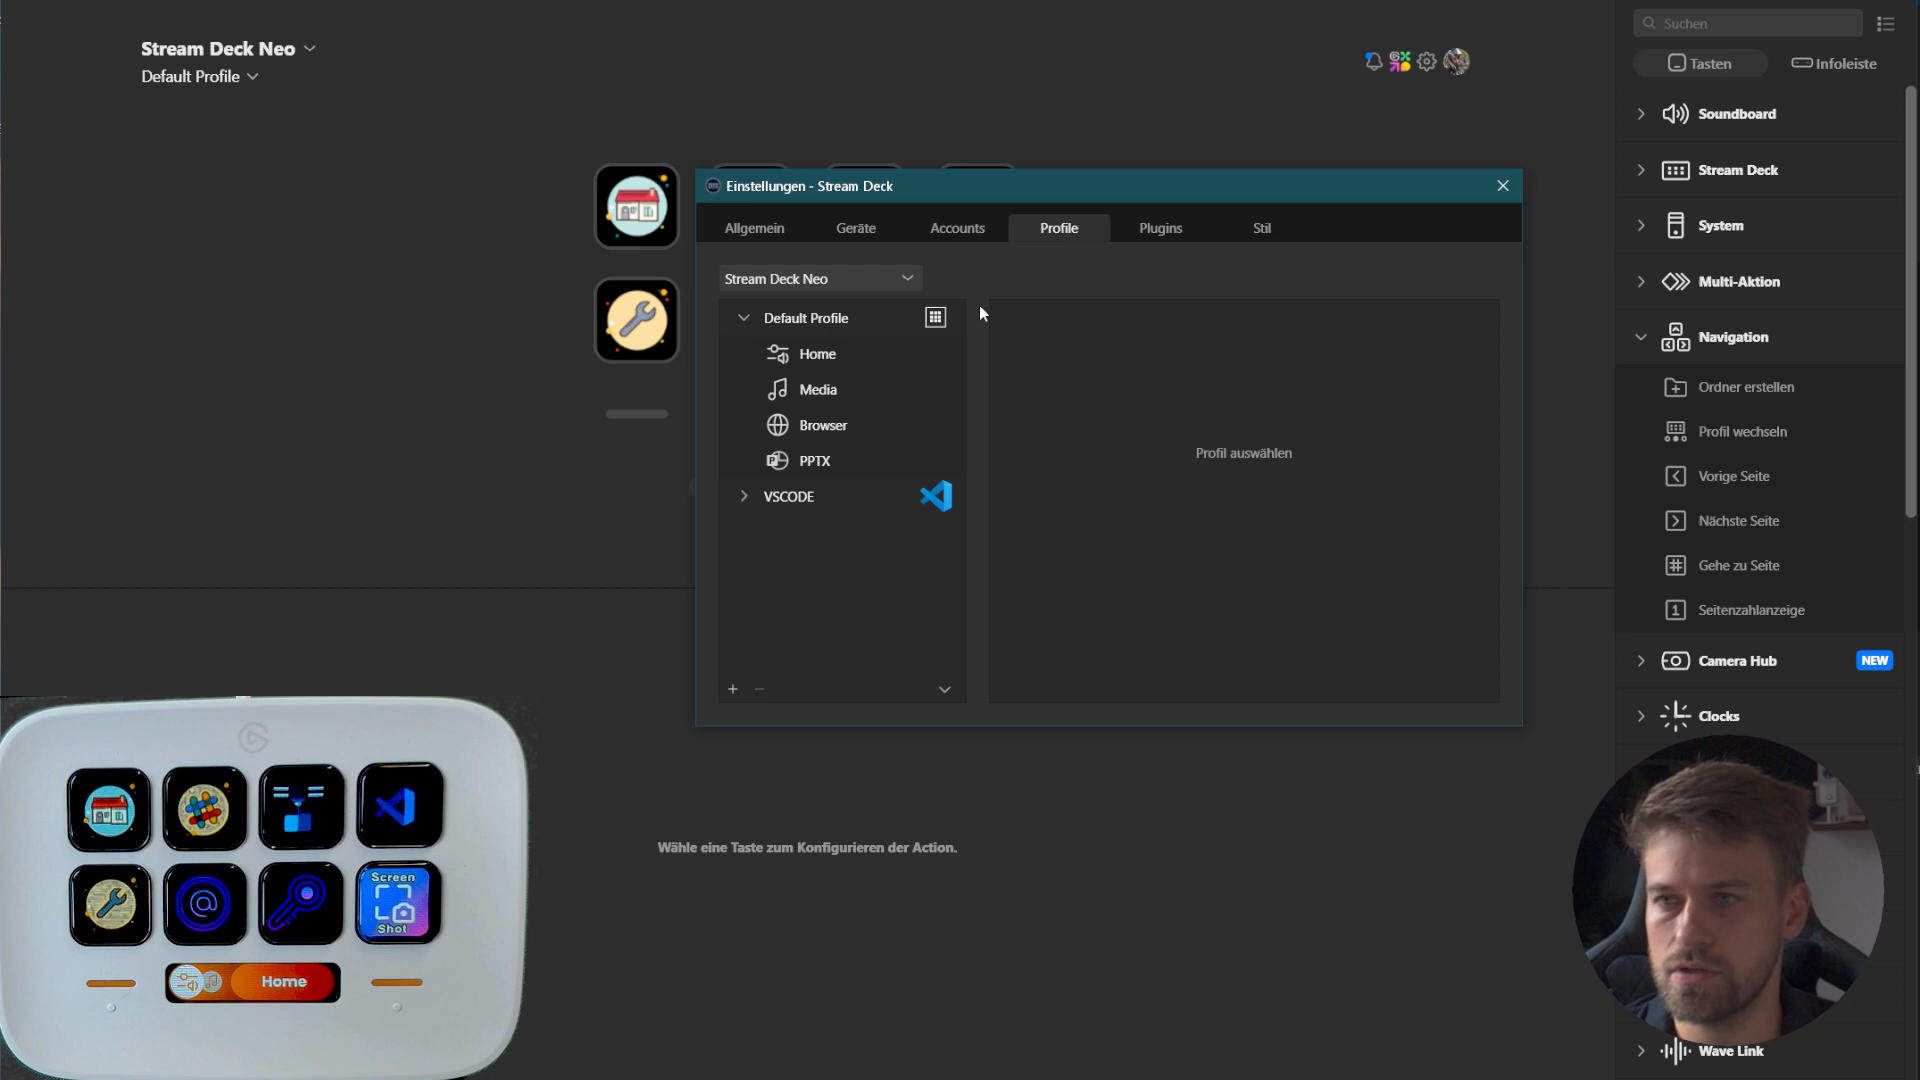 Stream Deck Neo
Default Profile
Suchen
Tasten
Infoleiste
Soundboard
Stream Deck
System
Multi-Aktion
Navigation
Ordner erstellen
Profil wechseln
Vorige Seite
Nächste Seite
Gehe zu Seite
Seitenzahlanzeige
Camera Hub
NEW
Clocks
Wave Link
Einstellungen - Stream Deck
Allgemein
Geräte
Accounts
Profile
Plugins
Stil
Stream Deck Neo
Default Profile
Home
Media
Browser
PPTX
VSCODE
Profil auswählen
Wähle eine Taste zum Konfigurieren der Action.
Screen
Shot
Home